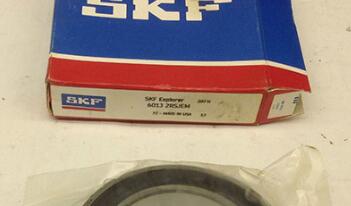 SKF
SKF
SKF Explorer
6013 2RSJEM
MADE IN USA